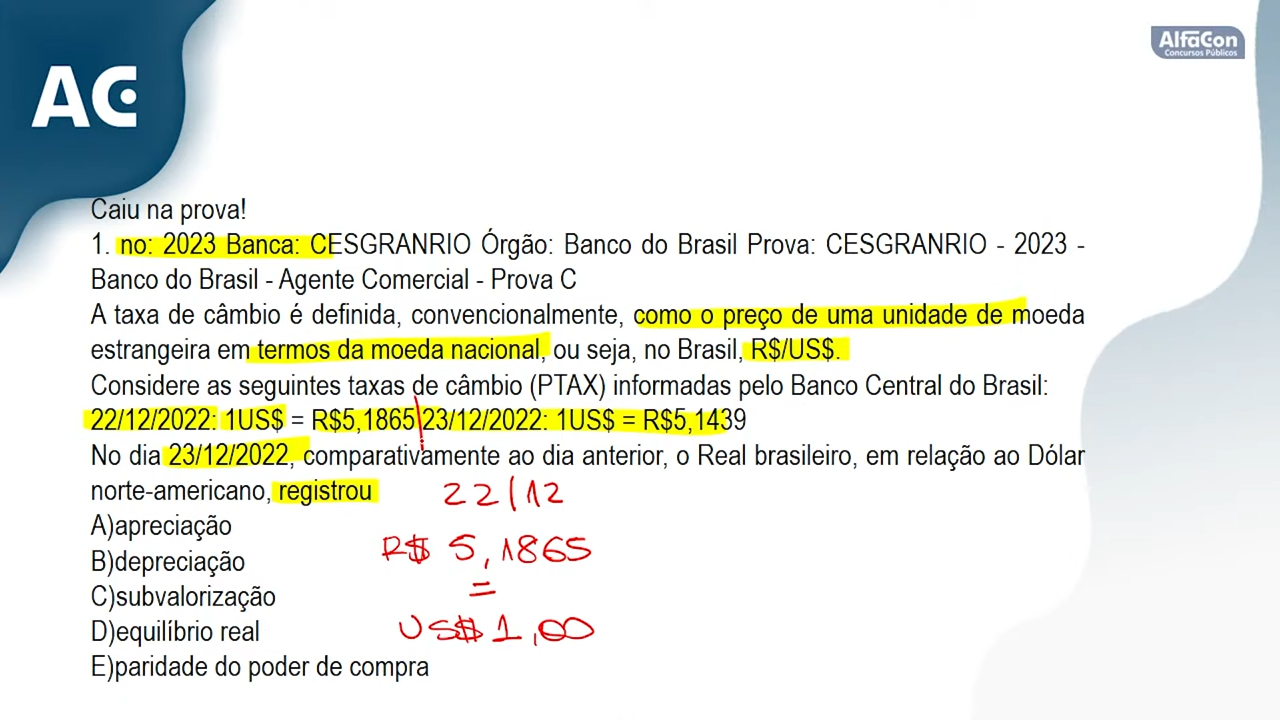 AC
AlfaCon
Concursos Públicos
Caiu na prova!
1. no: 2023 Banca: CESGRANRIO Órgão: Banco do Brasil Prova: CESGRANRIO - 2023 -
Banco do Brasil - Agente Comercial - Prova C
A taxa de câmbio é definida, convencionalmente, como o preço de uma unidade de moeda
estrangeira em termos da moeda nacional, ou seja, no Brasil, R$/US$.
Considere as seguintes taxas de câmbio (PTAX) informadas pelo Banco Central do Brasil:
22/12/2022: 1US$ = R$5,1865 23/12/2022: 1US$ = R$5,1439
No dia 23/12/2022, comparativamente ao dia anterior, o Real brasileiro, em relação ao Dólar
norte-americano, registrou
A)apreciação
B)depreciação
C)subvalorização
D)equilíbrio real
E)paridade do poder de compra
22/12
R$ 5,1865
=
US$ 1,00